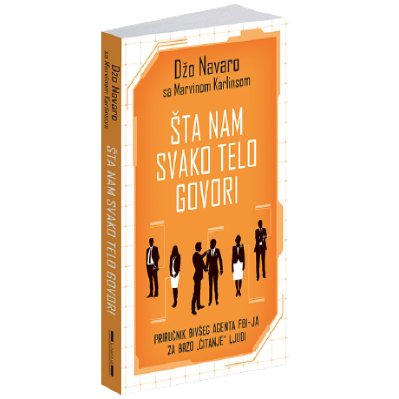 Džo Navaro
sa Marvinom Karlinsom
ŠTA NAM SVAKO TELO GOVORI
Džo Navaro
sa Marvinom Karlinsom
ŠTA NAM
SVAKO TELO
GOVORI
PRIRUČNIK BIVŠEG AGENTA FBI-JA
ZA BRZO „ČITANJE“ LJUDI